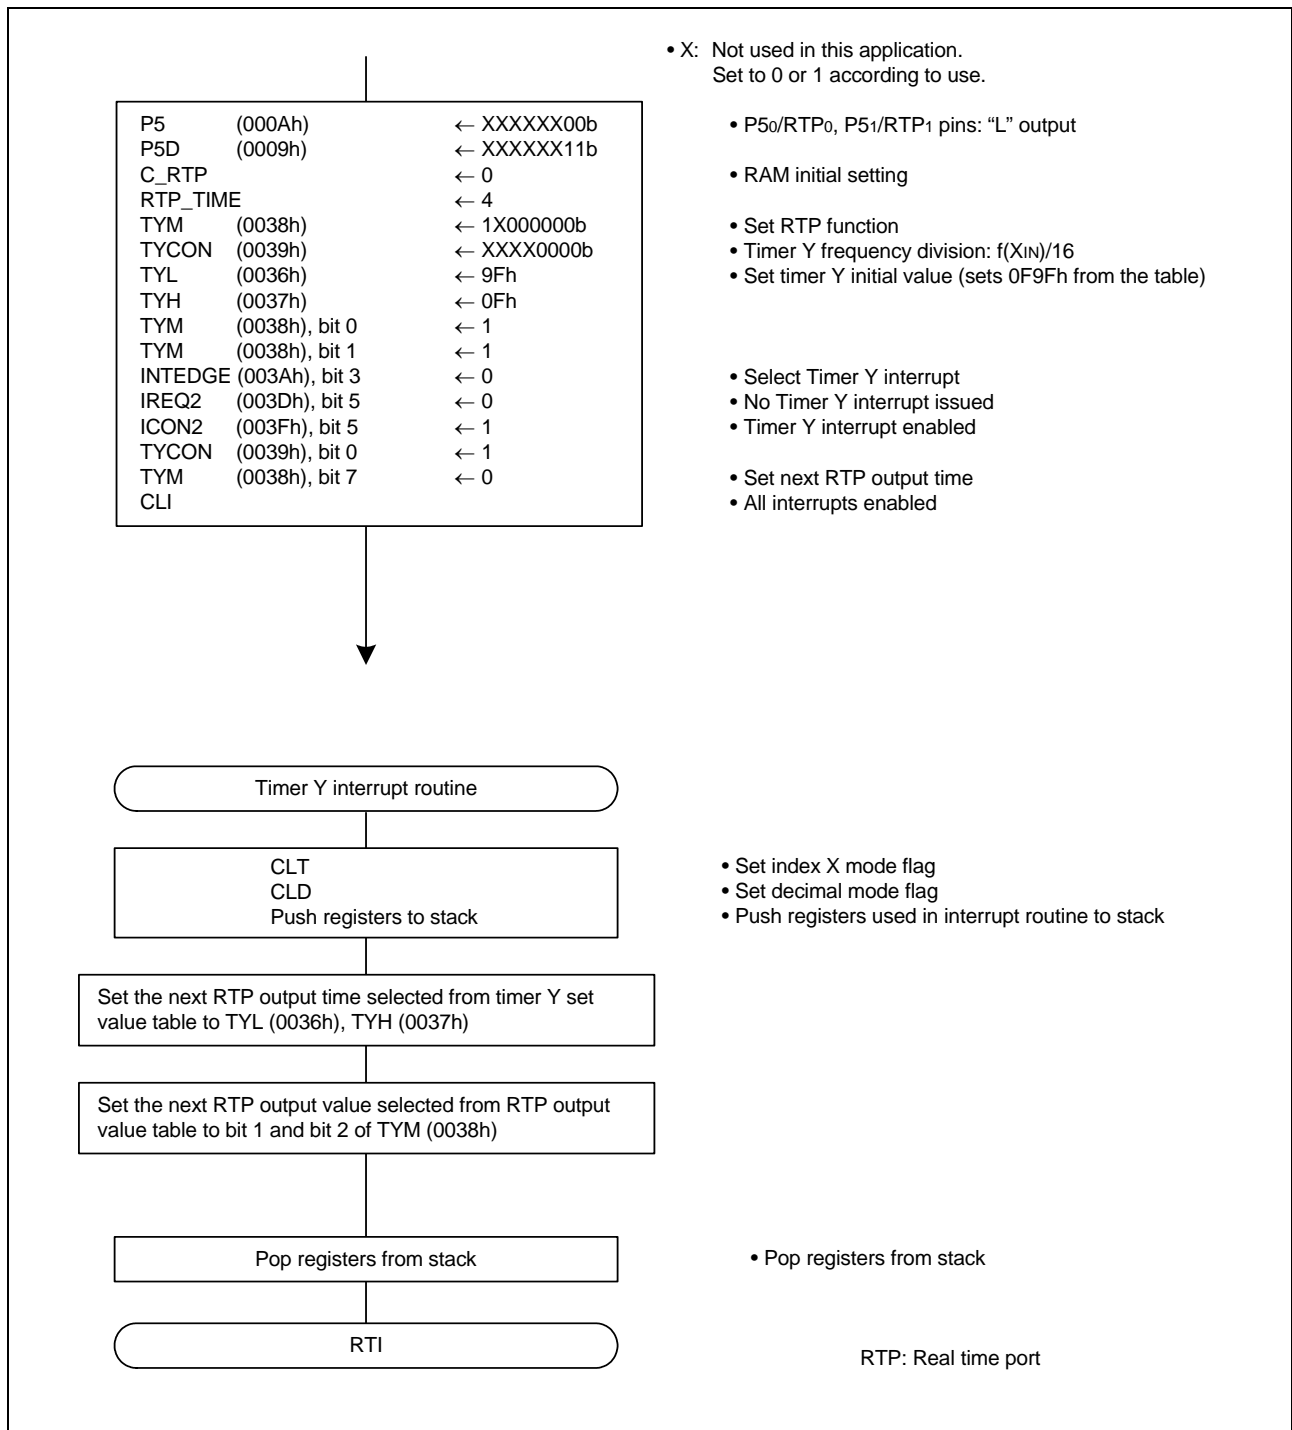 • X: Not used in this application.
Set to 0 or 1 according to use.
P5 (000Ah) ← XXXXXX00b • P50/RTP0, P51/RTP1 pins: “L” output
P5D (0009h) ← XXXXXX11b
C_RTP ← 0 • RAM initial setting
RTP_TIME ← 4
TYM (0038h) ← 1X000000b • Set RTP function
TYCON (0039h) ← XXXX0000b • Timer Y frequency division: f(XIN)/16
TYL (0036h) ← 9Fh • Set timer Y initial value (sets 0F9Fh from the table)
TYH (0037h) ← 0Fh
TYM (0038h), bit 0 ← 1
TYM (0038h), bit 1 ← 1
INTEDGE (003Ah), bit 3 ← 0 • Select Timer Y interrupt
IREQ2 (003Dh), bit 5 ← 0 • No Timer Y interrupt issued
ICON2 (003Fh), bit 5 ← 1 • Timer Y interrupt enabled
TYCON (0039h), bit 0 ← 1
TYM (0038h), bit 7 ← 0 • Set next RTP output time
CLI • All interrupts enabled
Timer Y interrupt routine
CLT • Set index X mode flag
CLD • Set decimal mode flag
Push registers to stack • Push registers used in interrupt routine to stack
Set the next RTP output time selected from timer Y set
value table to TYL (0036h), TYH (0037h)
Set the next RTP output value selected from RTP output
value table to bit 1 and bit 2 of TYM (0038h)
Pop registers from stack • Pop registers from stack
RTI
RTP: Real time port